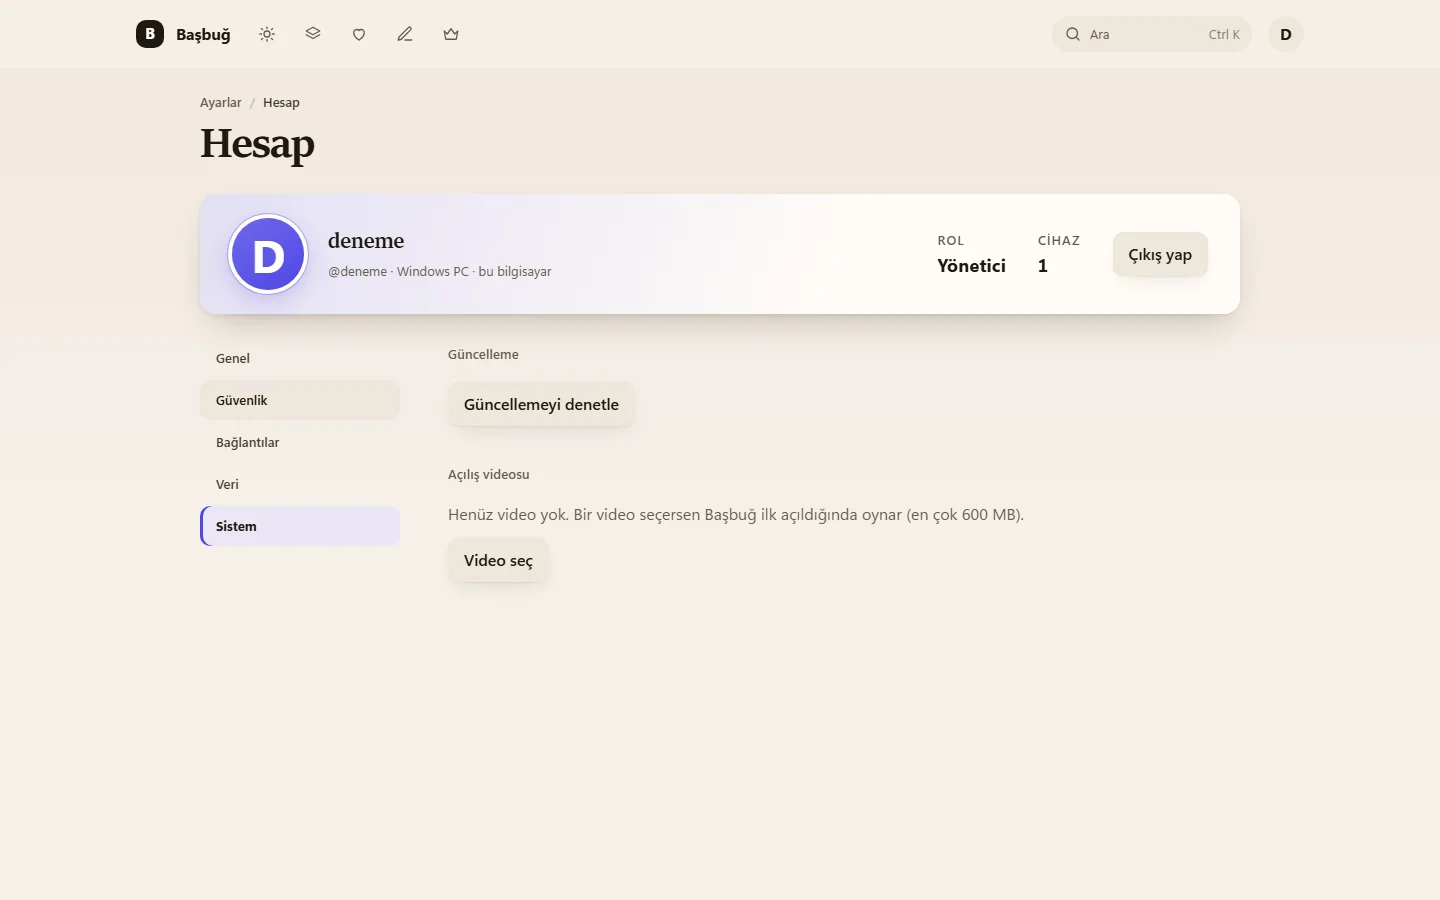 B Başbuğ
Ara Ctrl K
D
Ayarlar / Hesap
Hesap
D
deneme
@deneme · Windows PC · bu bilgisayar
ROL
Yönetici
CİHAZ
1
Çıkış yap
Genel
Güvenlik
Bağlantılar
Veri
Sistem
Güncelleme
Güncellemeyi denetle
Açılış videosu
Henüz video yok. Bir video seçersen Başbuğ ilk açıldığında oynar (en çok 600 MB).
Video seç